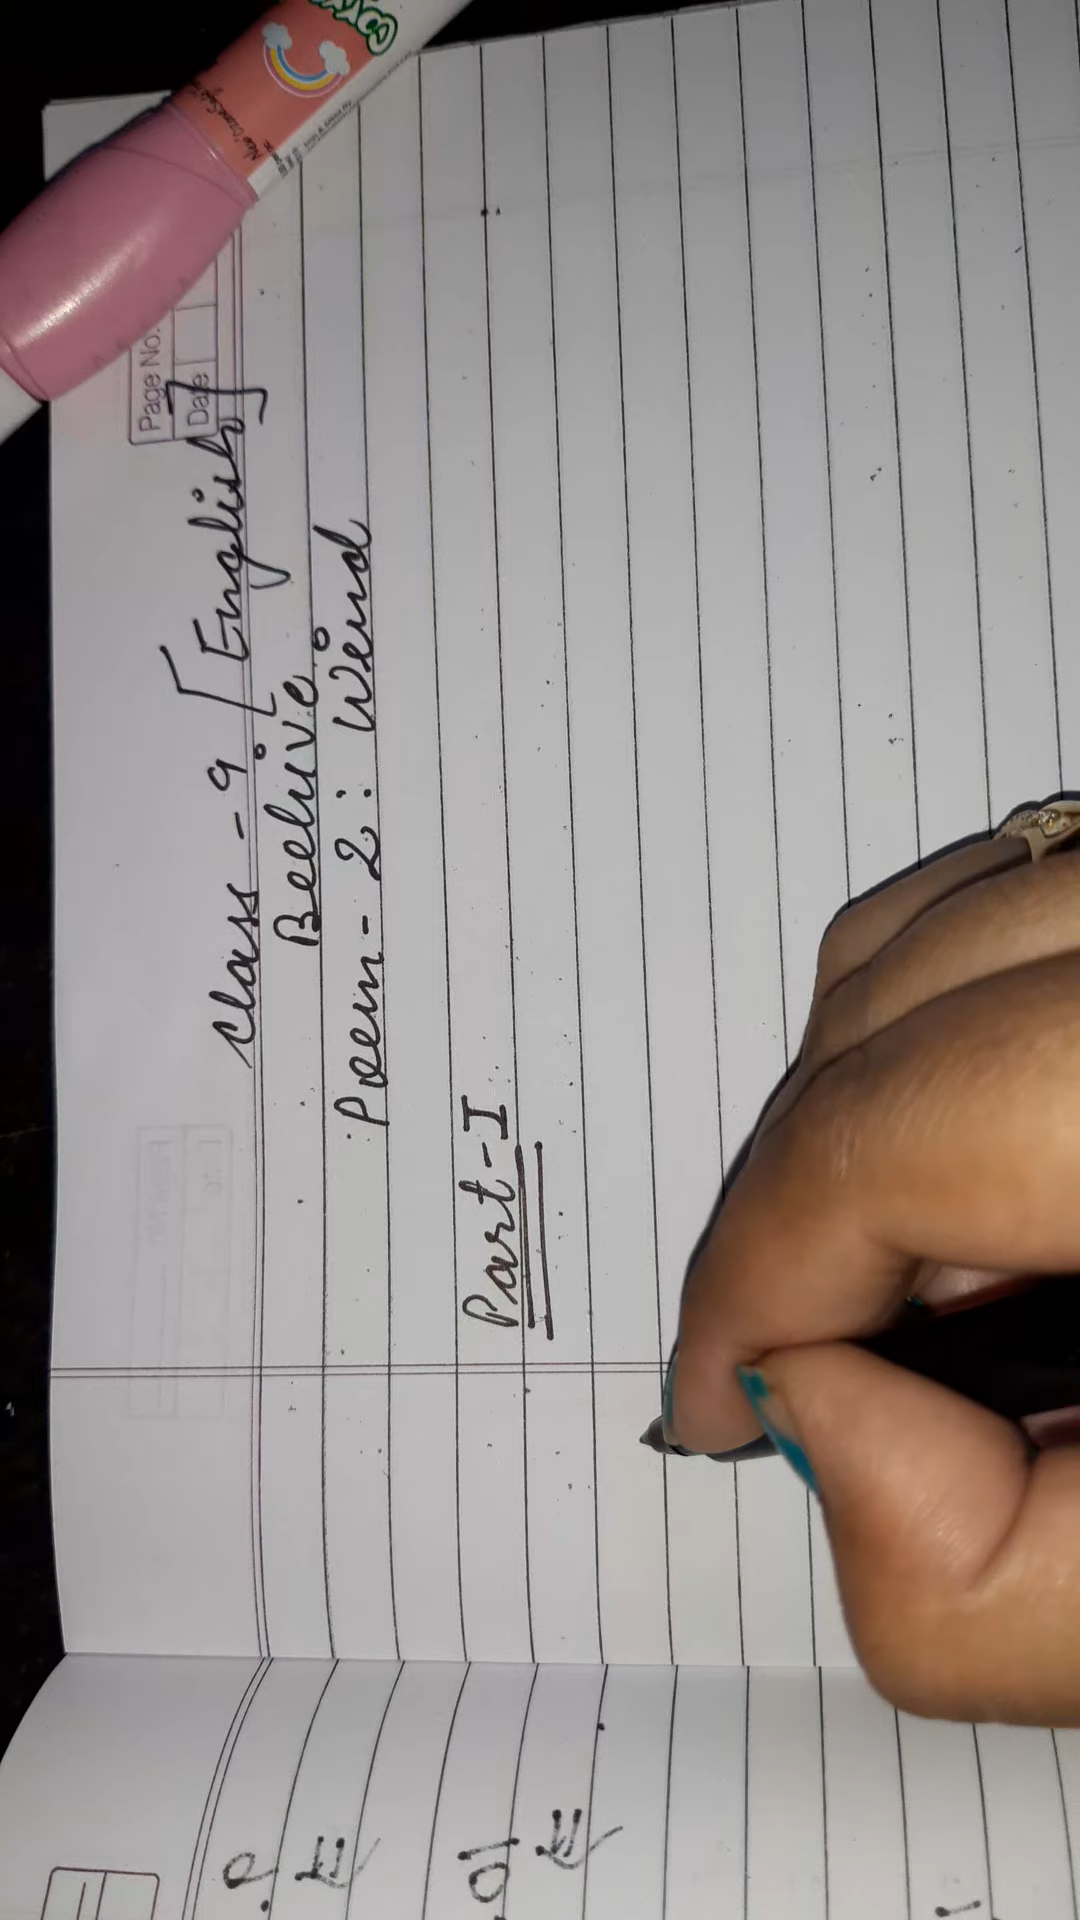 Page No.
Date
Class - 9 [English]
Beehive
Poem - 2 : Wind
Part - I